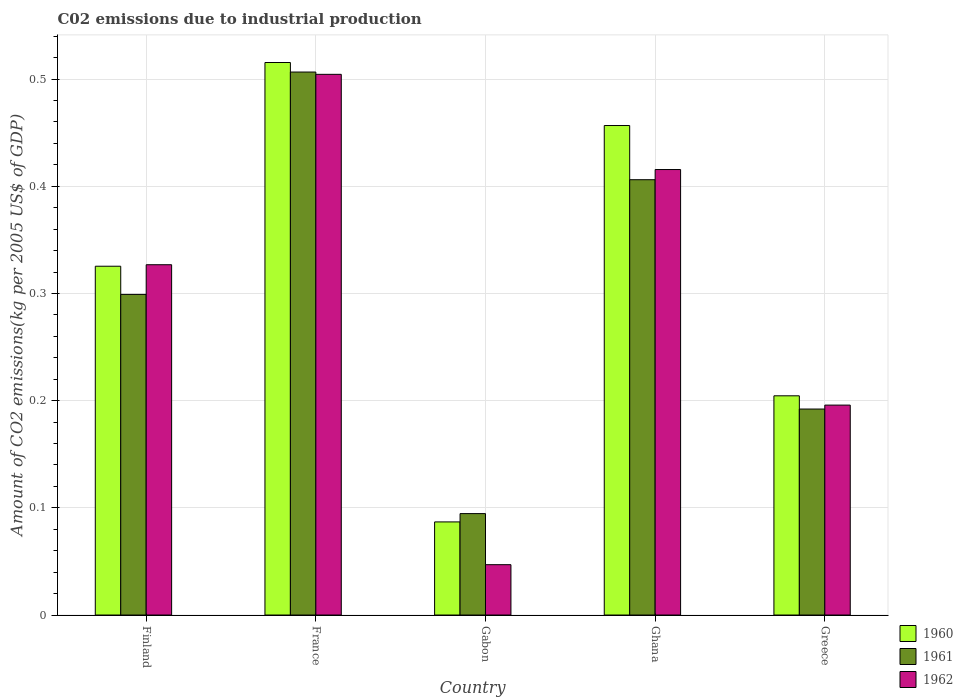 C02 emissions due to industrial production
Amount of CO2 emissions(kg per 2005 US$ of GDP)
0.5
0.4
0.3
0.2
0.1
0
Finland
France
Gabon
Ghana
Greece
Country
1960
1961
1962